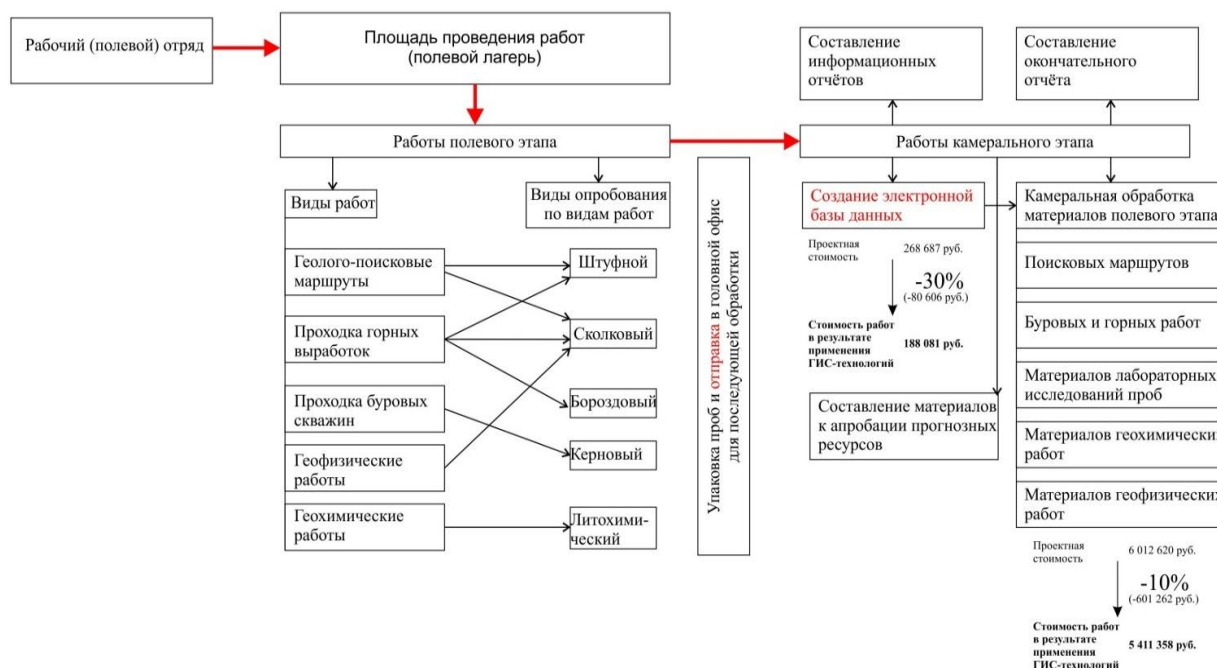 Рабочий (полевой) отряд
Площадь проведения работ
(полевой лагерь)
Составление
информационных
отчётов
Составление
окончательного
отчёта
Работы полевого этапа
Работы камерального этапа
Виды работ
Виды опробования
по видам работ
Геолого-поисковые
маршруты
Проходка горных
выработок
Проходка буровых
скважин
Геофизические
работы
Геохимические
работы
Штуфной
Сколковый
Бороздовый
Керновый
Литохими-
ческий
Упаковка проб и отправка в головной офис
для последующей обработки
Создание электронной
базы данных
Проектная
стоимость
268 687 руб.
-30%
(-80 606 руб.)
Стоимость работ
в результате
применения
ГИС-технологий
188 081 руб.
Составление материалов
к апробации прогнозных
ресурсов
Камеральная обработка
материалов полевого этапа
Поисковых маршрутов
Буровых и горных работ
Материалов лабораторных
исследований проб
Материалов геохимических
работ
Материалов геофизических
работ
Проектная
стоимость
6 012 620 руб.
-10%
(-601 262 руб.)
Стоимость работ
в результате
применения
ГИС-технологий
5 411 358 руб.